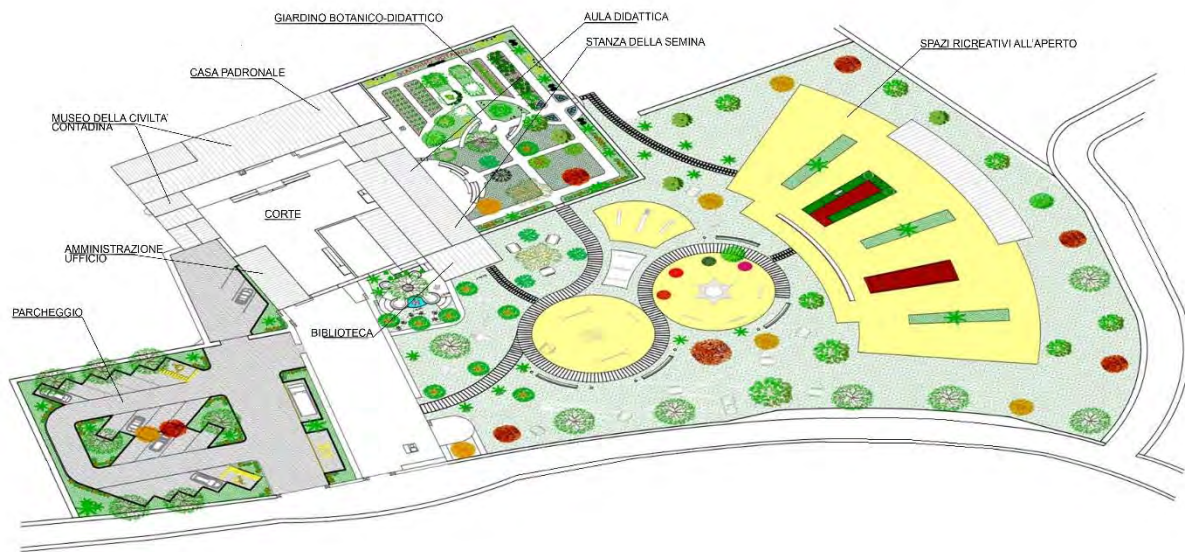 GIARDINO BOTANICO-DIDATTICO
AULA DIDATTICA
STANZA DELLA SEMINA
SPAZI RICREATIVI ALL'APERTO
CASA PADRONALE
MUSEO DELLA CIVILTA'
CONTADINA
CORTE
AMMINISTRAZIONE
UFFICIO
PARCHEGGIO
BIBLIOTECA